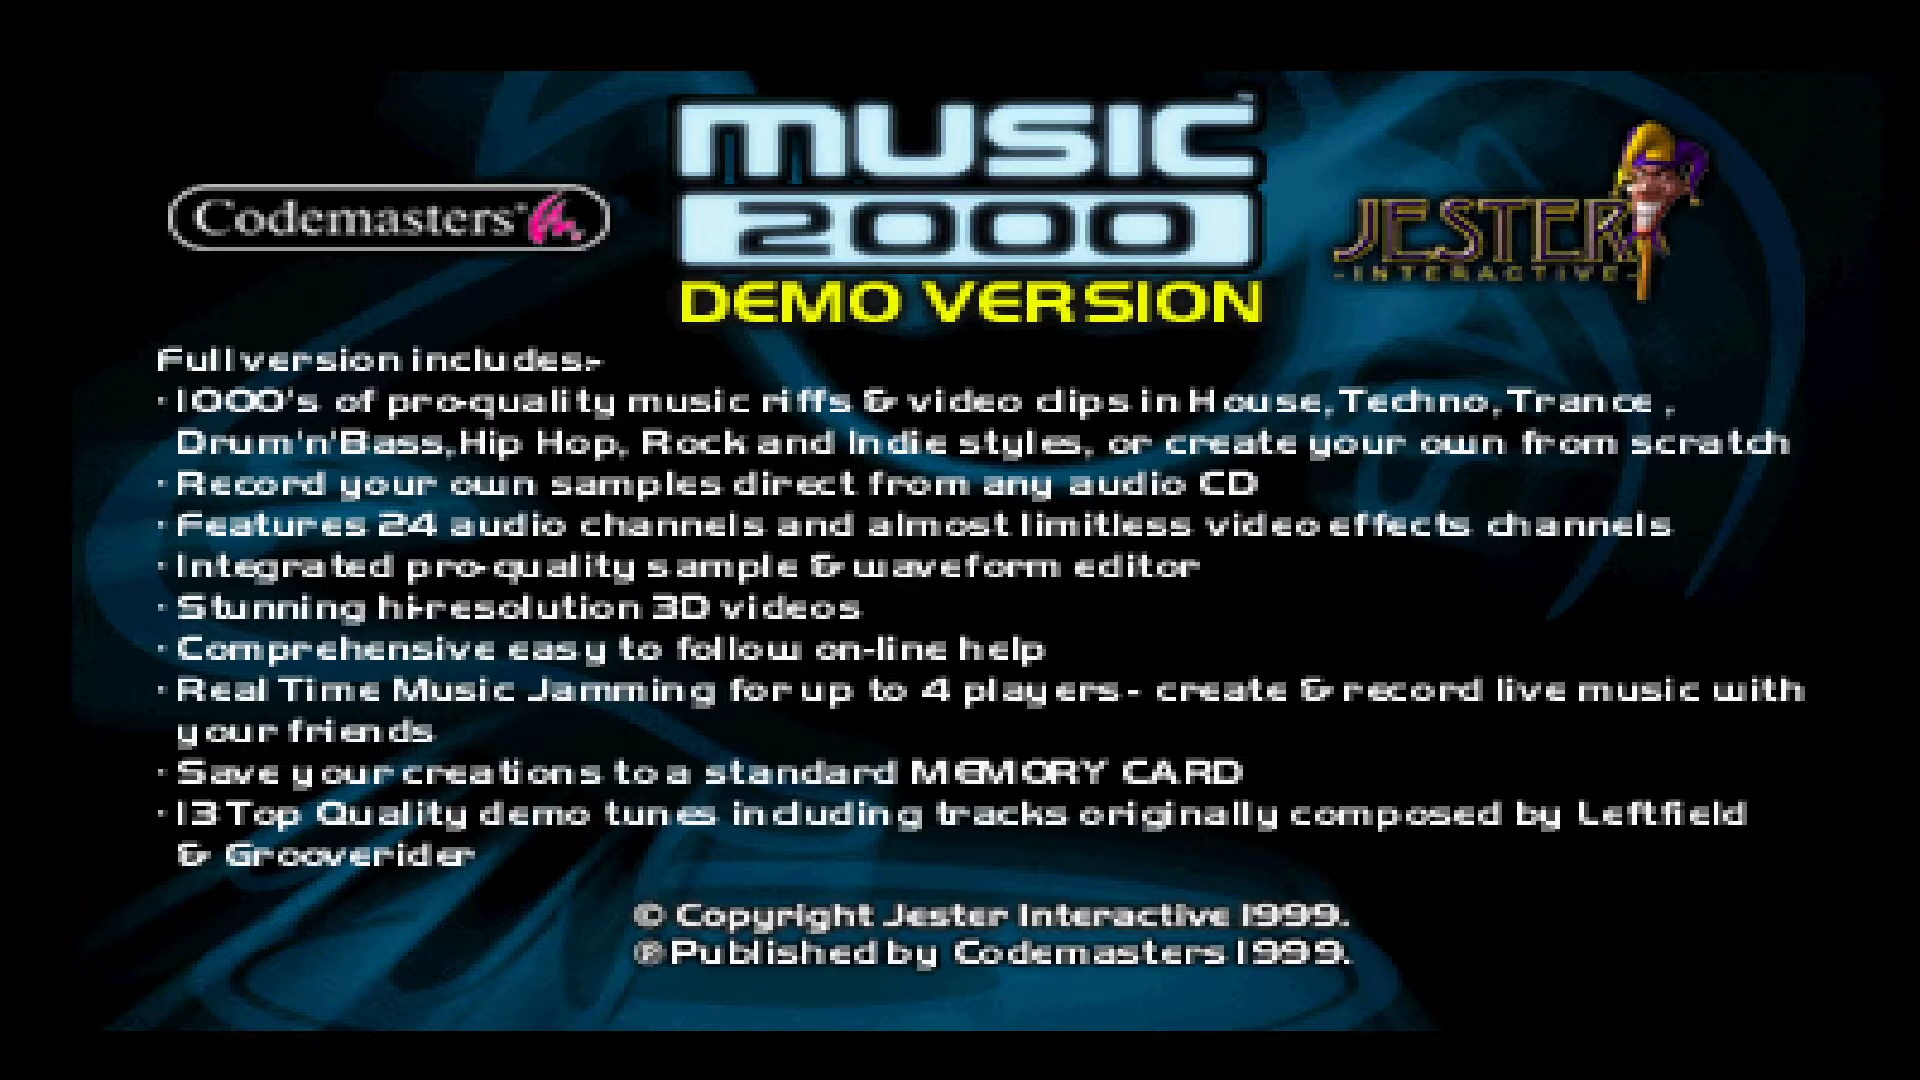 MUSIC
2000
DEMO VERSION
Codemasters
JESTER
-INTERACTIVE-
Full version includes:-
· 1000's of pro-quality music riffs & video clips in House, Techno, Trance,
Drum'n'Bass, Hip Hop, Rock and Indie styles, or create your own from scratch
· Record your own samples direct from any audio CD
· Features 24 audio channels and almost limitless video effects channels
· Integrated pro-quality sample & waveform editor
· Stunning hi-resolution 3D videos
· Comprehensive easy to follow on-line help
· Real Time Music Jamming for up to 4 players - create & record live music with
your friends
· Save your creations to a standard MEMORY CARD
· 13 Top Quality demo tunes including tracks originally composed by Leftfield
& Grooverider
© Copyright Jester Interactive 1999.
® Published by Codemasters 1999.